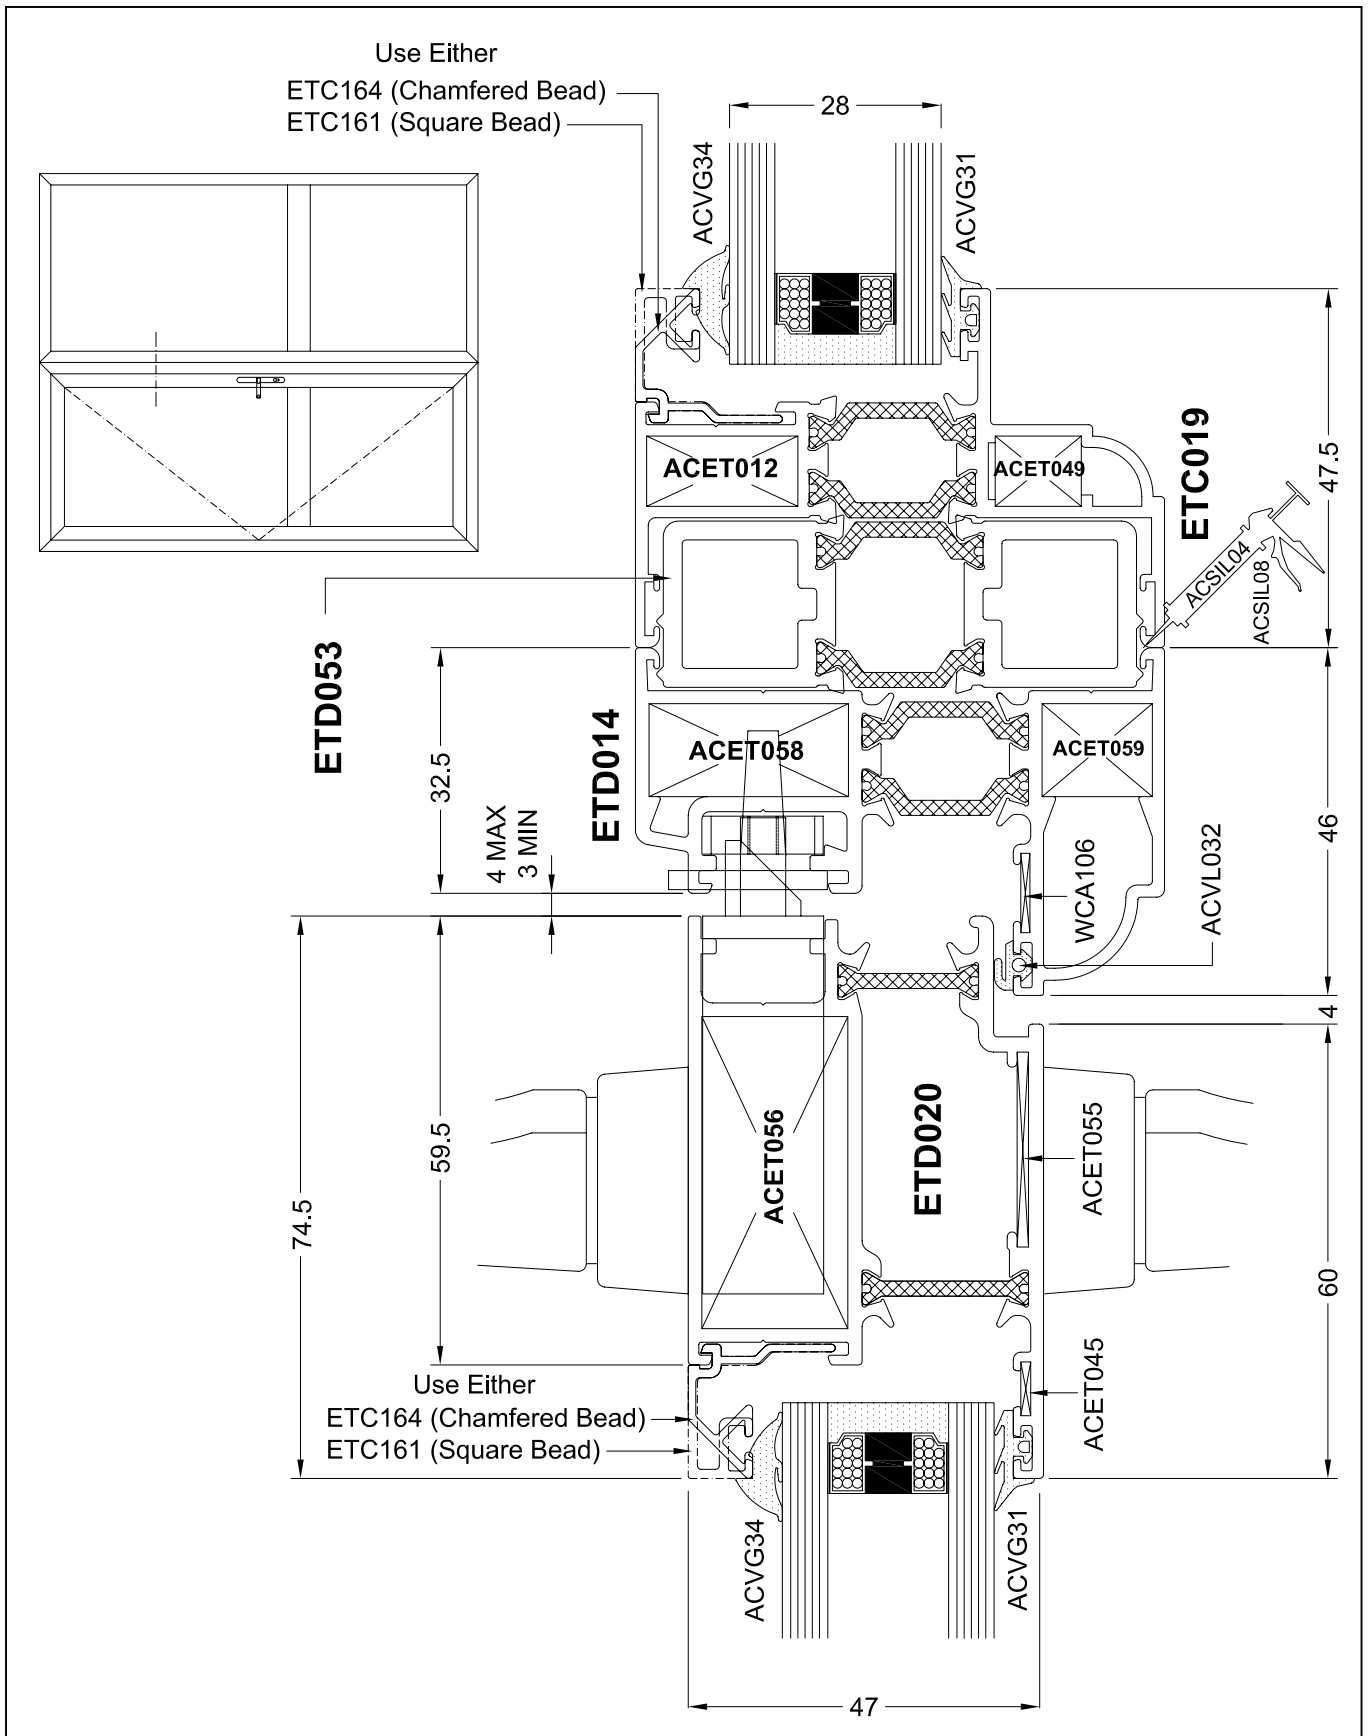 Use Either
ETC164 (Chamfered Bead)
ETC161 (Square Bead)
28
ACVG34
ACVG31
ACET012
ACET049
ETC019
47.5
ACSIL04
ACSIL08
ETD053
ETD014
ACET058
ACET059
32.5
4 MAX
3 MIN
46
WCA106
ACVL032
4
59.5
74.5
ACET056
ETD020
ACET055
60
Use Either
ETC164 (Chamfered Bead)
ETC161 (Square Bead)
ACET045
ACVG34
ACVG31
47